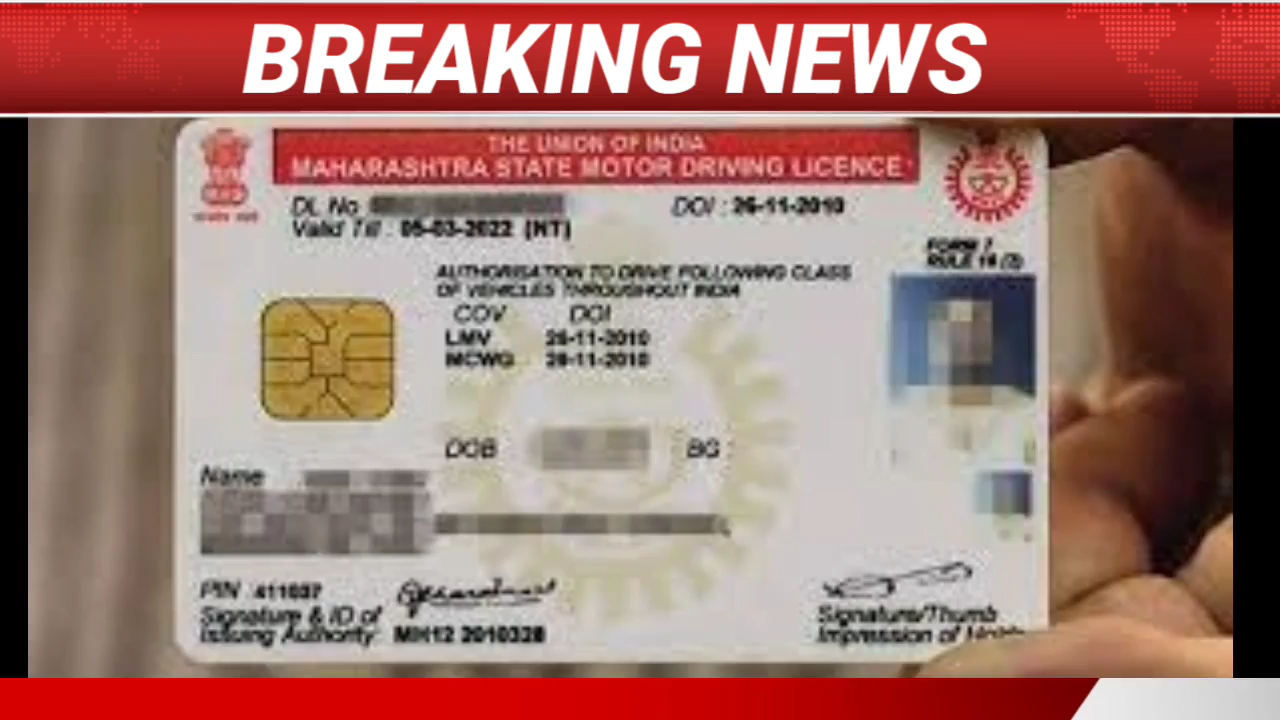 BREAKING NEWS
THE UNION OF INDIA
MAHARASHTRA STATE MOTOR DRIVING LICENCE
DL No DOI : 26-11-2010
Valid Till : 05-03-2022 (NT)
FORM 7
RULE 16 (2)
AUTHORISATION TO DRIVE FOLLOWING CLASS
OF VEHICLES THROUGHOUT INDIA
COV DOI
LMV 26-11-2010
MCWG 26-11-2010
DOB BG
Name
PIN :
Signature & ID of
Issuing Authority MH12 2010328
Signature/Thumb
Impression of